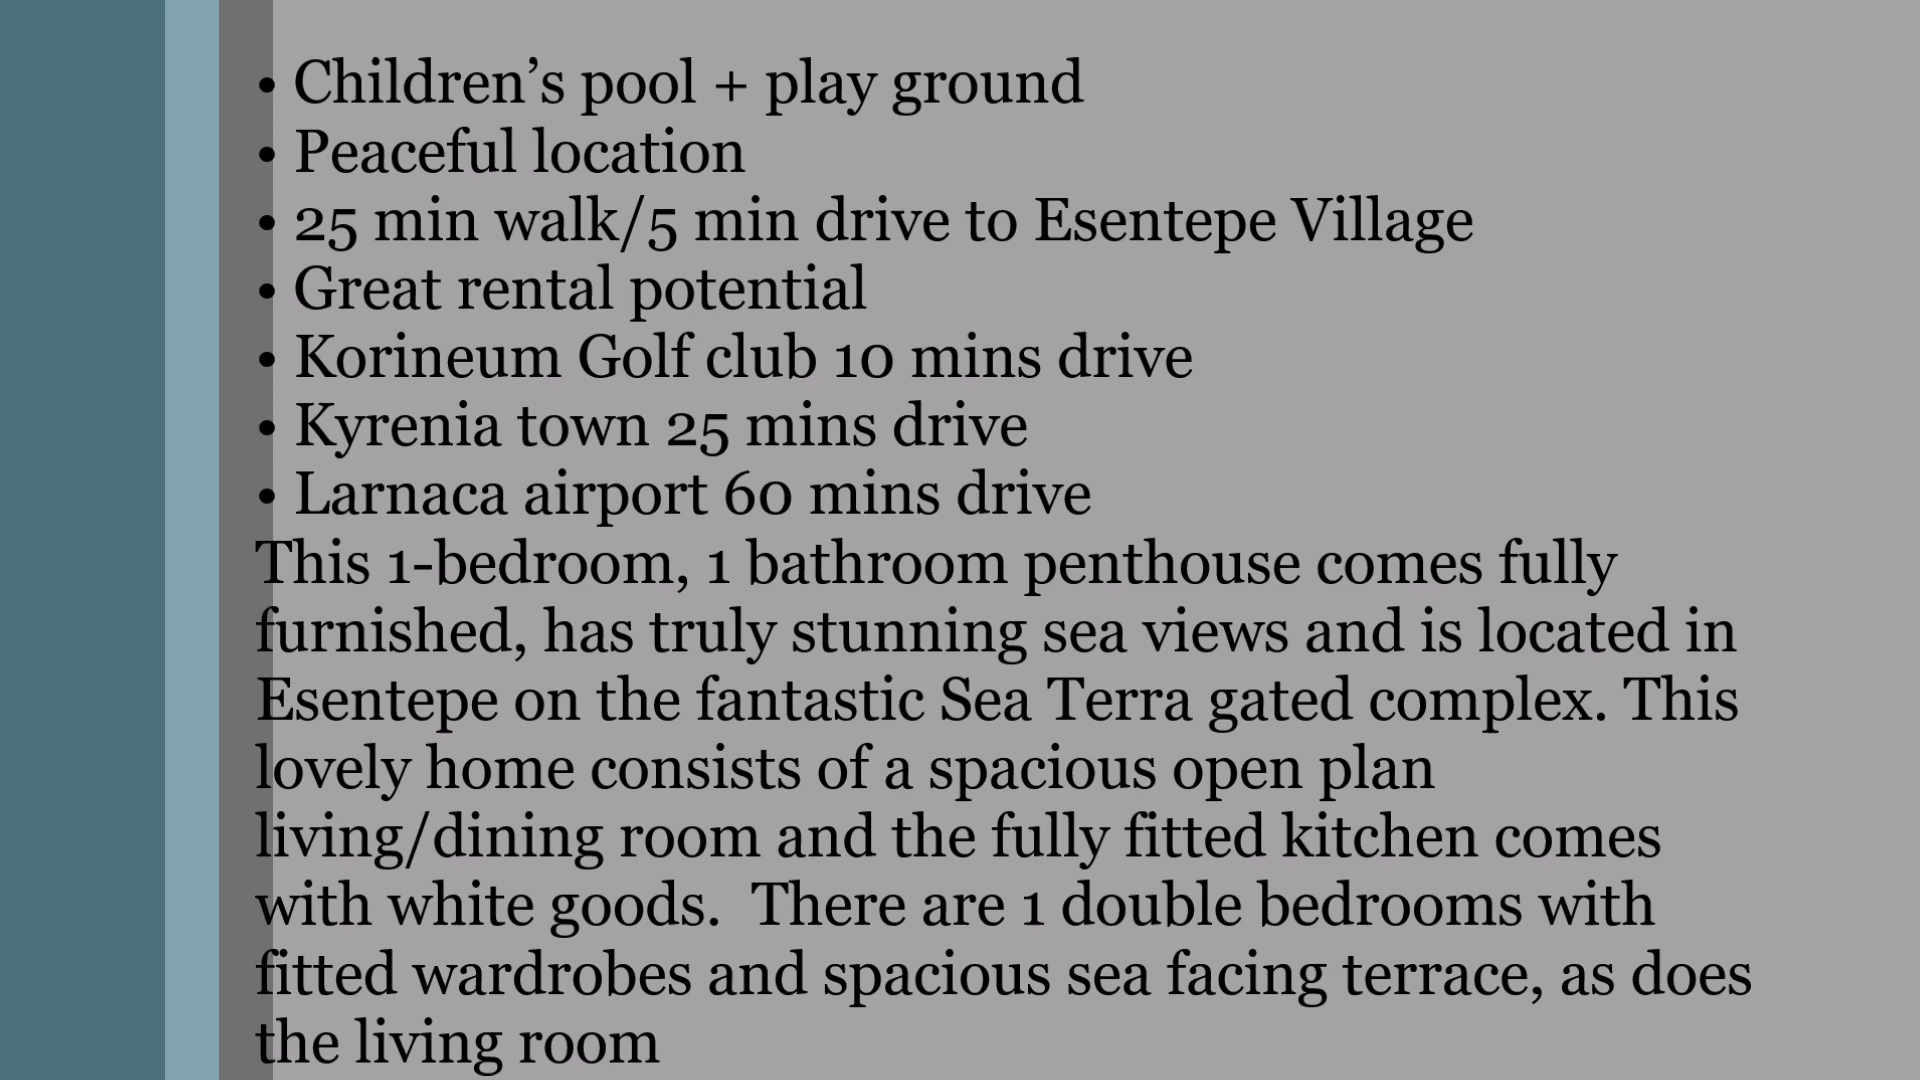 • Children’s pool + play ground
• Peaceful location
• 25 min walk/5 min drive to Esentepe Village
• Great rental potential
• Korineum Golf club 10 mins drive
• Kyrenia town 25 mins drive
• Larnaca airport 60 mins drive
This 1-bedroom, 1 bathroom penthouse comes fully
furnished, has truly stunning sea views and is located in
Esentepe on the fantastic Sea Terra gated complex. This
lovely home consists of a spacious open plan
living/dining room and the fully fitted kitchen comes
with white goods.  There are 1 double bedrooms with
fitted wardrobes and spacious sea facing terrace, as does
the living room